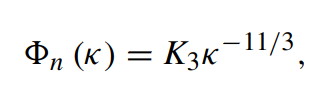 Φₙ (κ) = K₃κ^{−11/3},